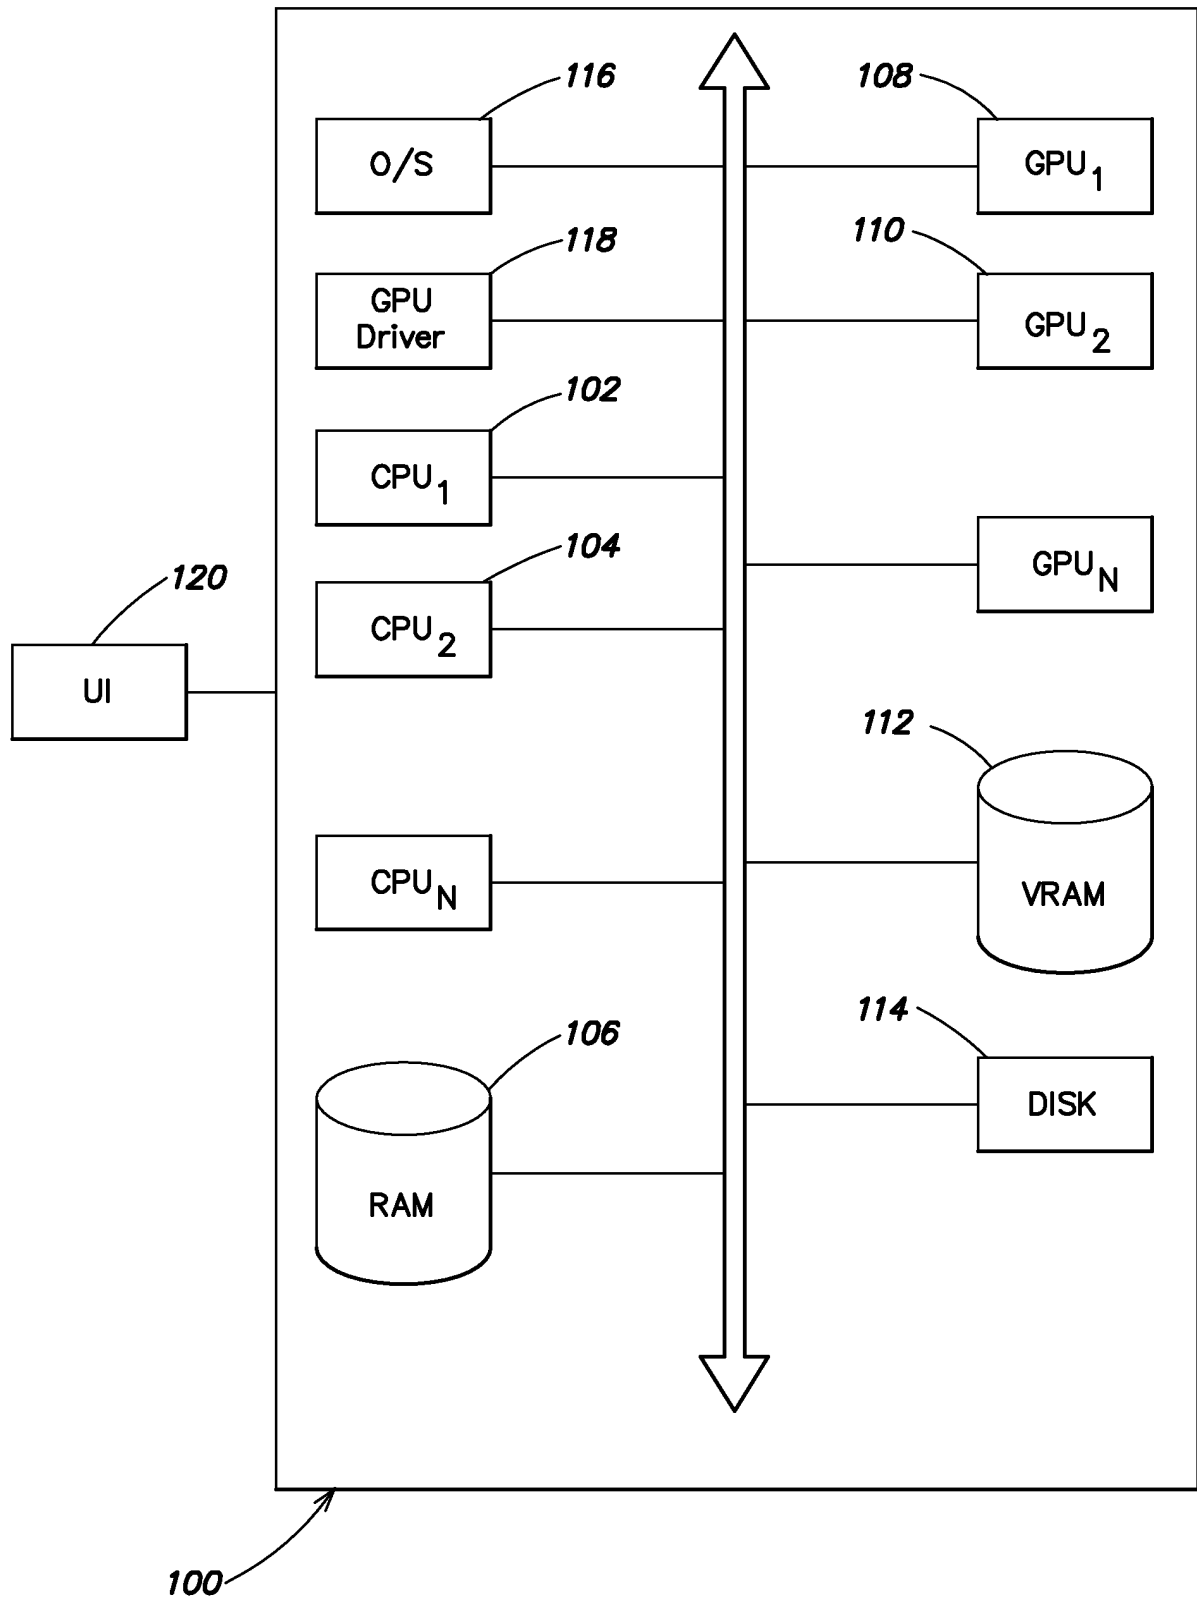 116
O/S
108
GPU1
118
GPU
Driver
110
GPU2
102
CPU1
104
CPU2
GPUN
120
UI
112
VRAM
CPUN
114
DISK
106
RAM
100